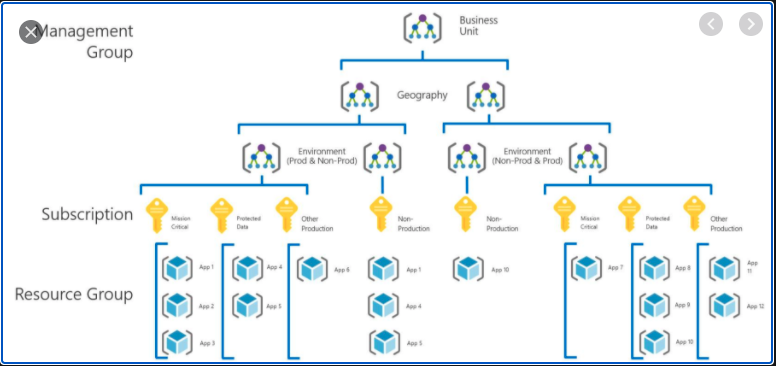 Management
Group
Business
Unit
Geography
Environment
(Prod & Non-Prod)
Environment
(Non-Prod & Prod)
Subscription
Mission
Critical
Protected
Data
Other
Production
Non-
Production
Non-
Production
Mission
Critical
Protected
Data
Other
Production
Resource Group
App 1
App 4
App 6
App 1
App 10
App 7
App 8
App
11
App 2
App 5
App 4
App 9
App 12
App 3
App 5
App 10